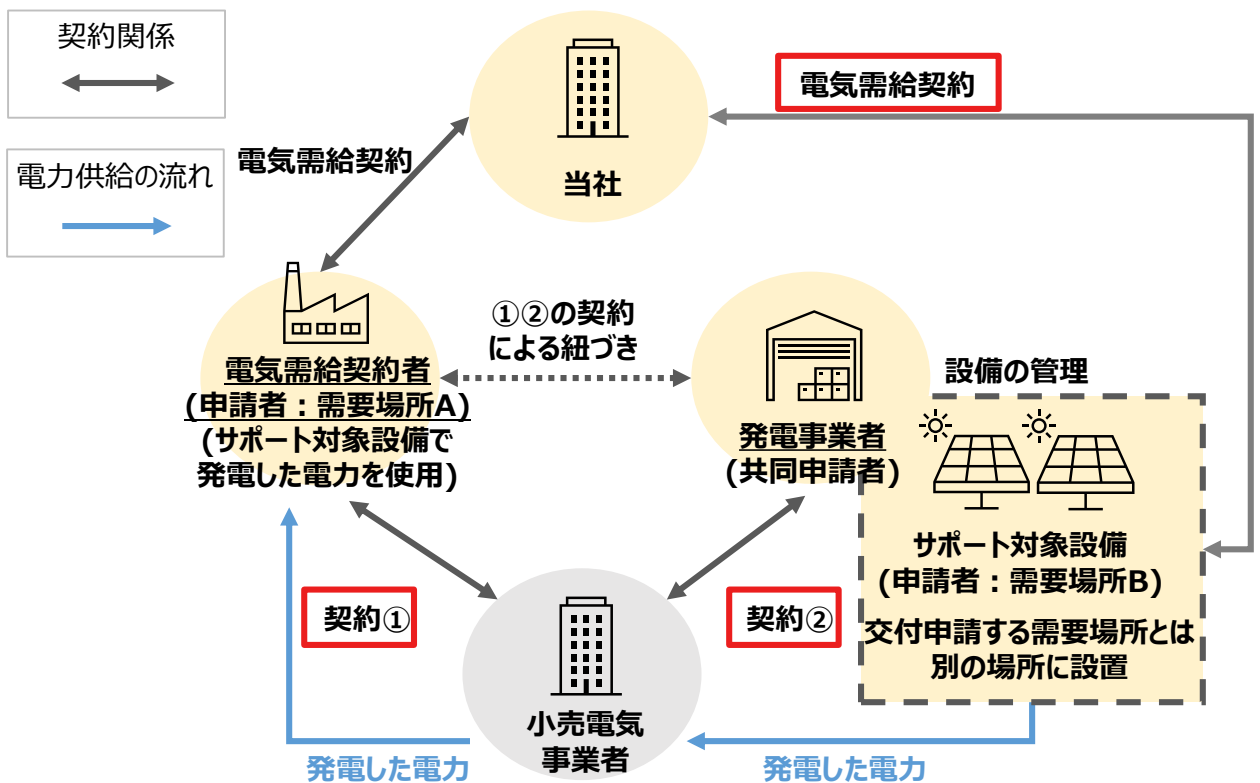 契約関係
電力供給の流れ
電気需給契約
当社
電気需給契約
①②の契約
による紐づき
電気需給契約者
(申請者：需要場所A)
(サポート対象設備で
発電した電力を使用)
発電事業者
(共同申請者)
設備の管理
サポート対象設備
(申請者：需要場所B)
交付申請する需要場所とは
別の場所に設置
契約①
契約②
小売電気
事業者
発電した電力
発電した電力